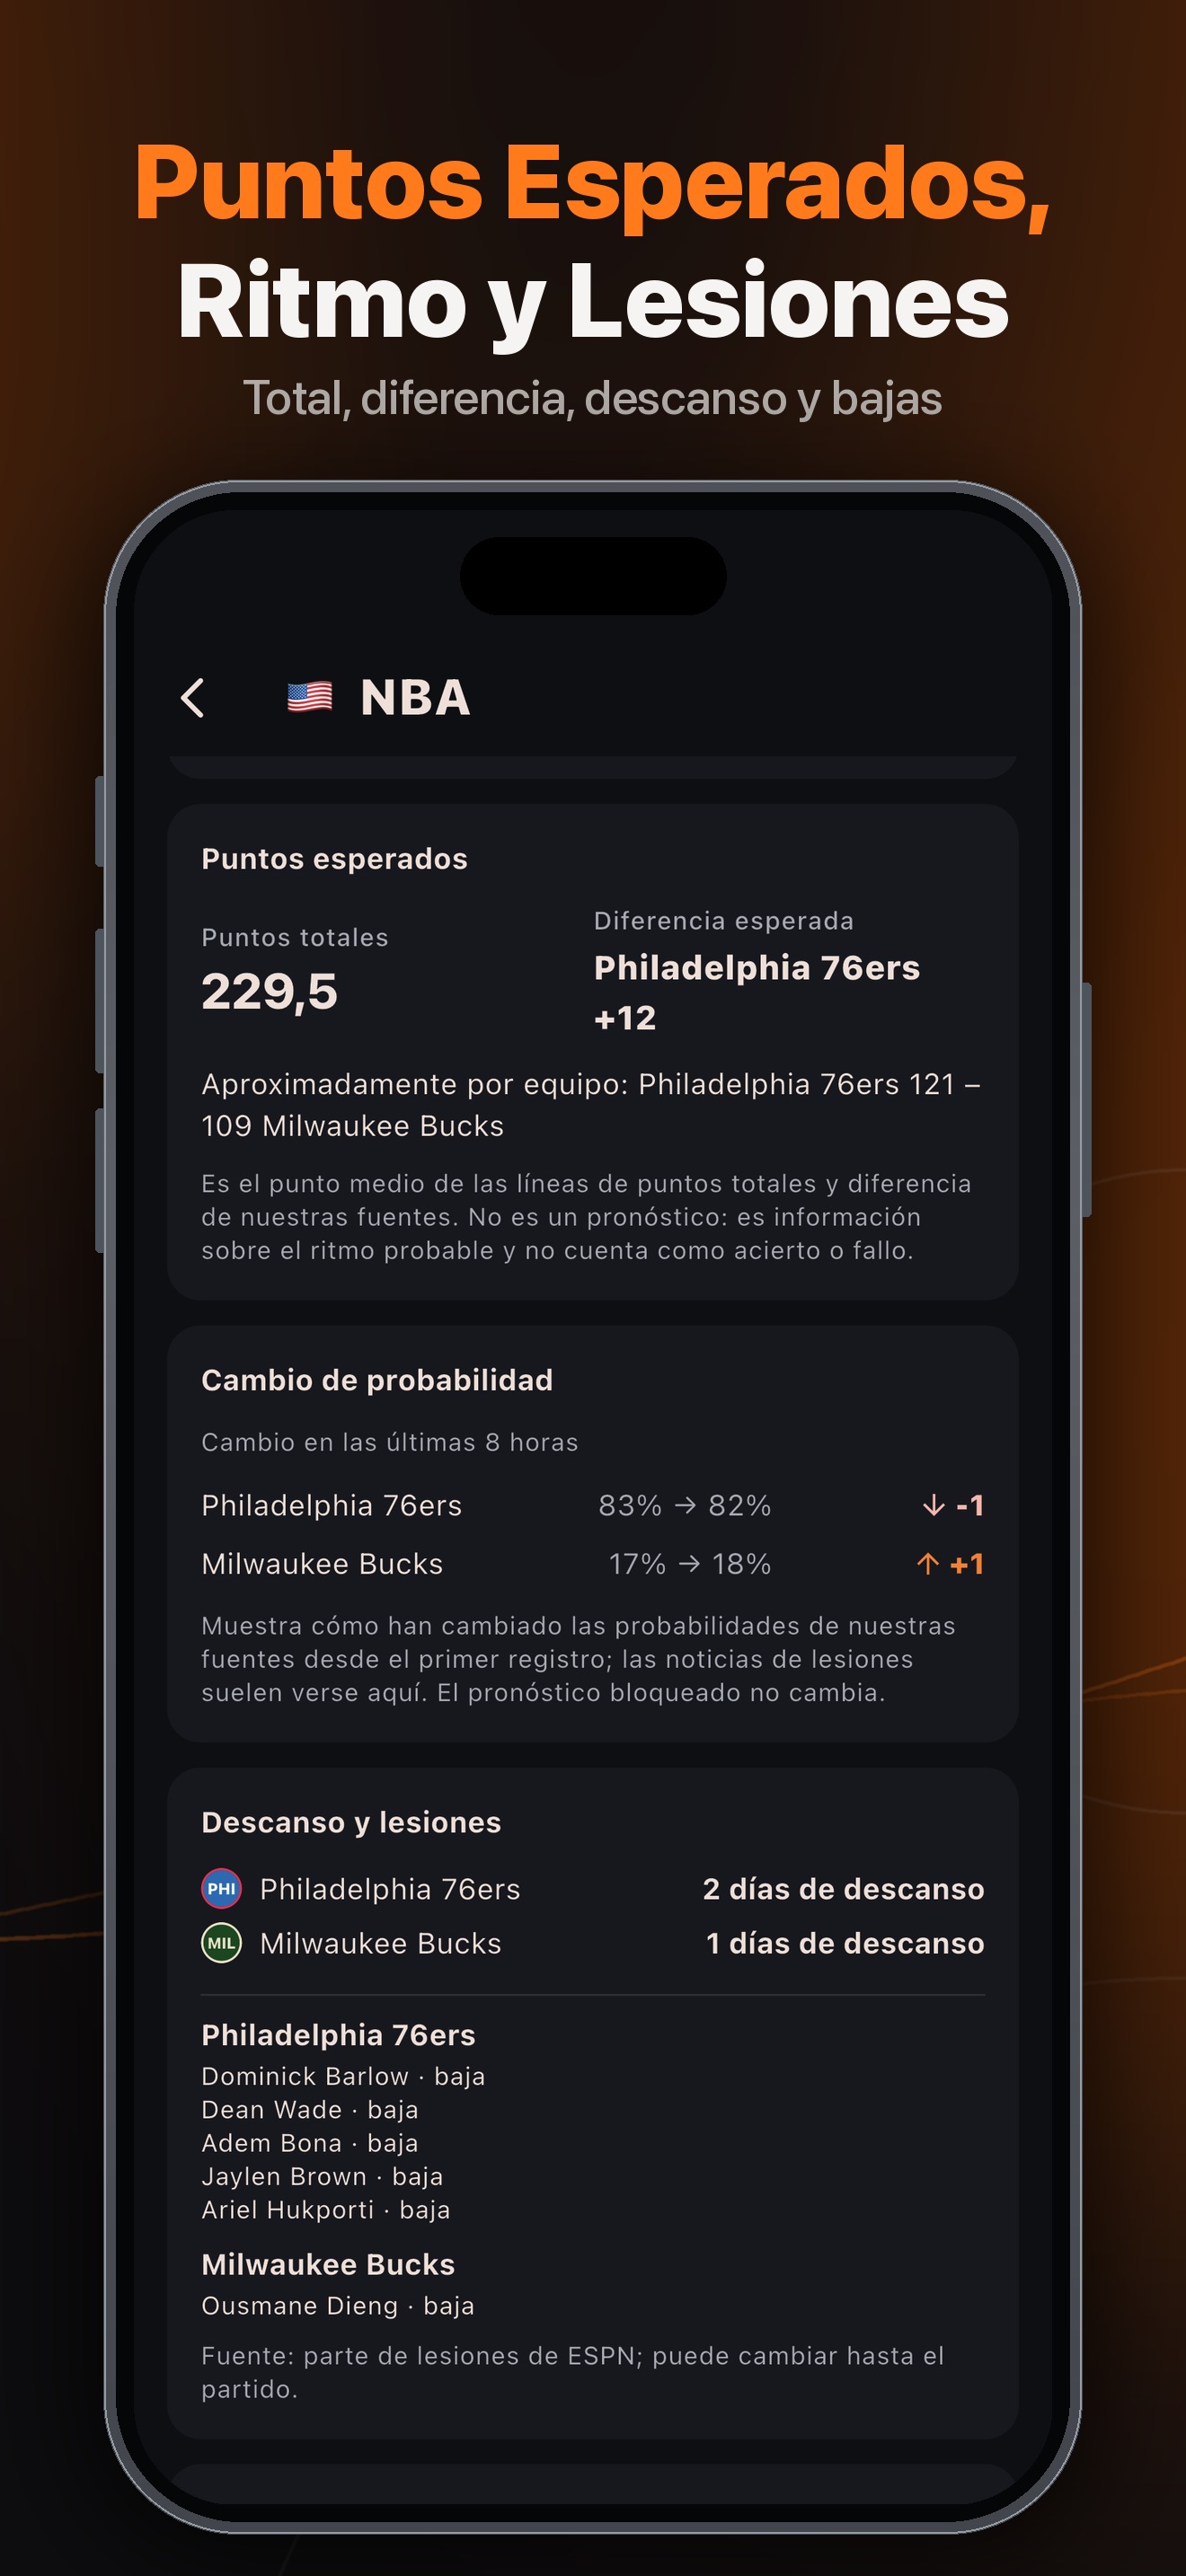 Puntos Esperados,
Ritmo y Lesiones
Total, diferencia, descanso y bajas
NBA
Puntos esperados
Puntos totales
229,5
Diferencia esperada
Philadelphia 76ers
+12
Aproximadamente por equipo: Philadelphia 76ers 121 –
109 Milwaukee Bucks
Es el punto medio de las líneas de puntos totales y diferencia
de nuestras fuentes. No es un pronóstico: es información
sobre el ritmo probable y no cuenta como acierto o fallo.
Cambio de probabilidad
Cambio en las últimas 8 horas
Philadelphia 76ers 83% → 82% ↓ -1
Milwaukee Bucks 17% → 18% ↑ +1
Muestra cómo han cambiado las probabilidades de nuestras
fuentes desde el primer registro; las noticias de lesiones
suelen verse aquí. El pronóstico bloqueado no cambia.
Descanso y lesiones
PHI Philadelphia 76ers 2 días de descanso
MIL Milwaukee Bucks 1 días de descanso
Philadelphia 76ers
Dominick Barlow · baja
Dean Wade · baja
Adem Bona · baja
Jaylen Brown · baja
Ariel Hukporti · baja
Milwaukee Bucks
Ousmane Dieng · baja
Fuente: parte de lesiones de ESPN; puede cambiar hasta el
partido.